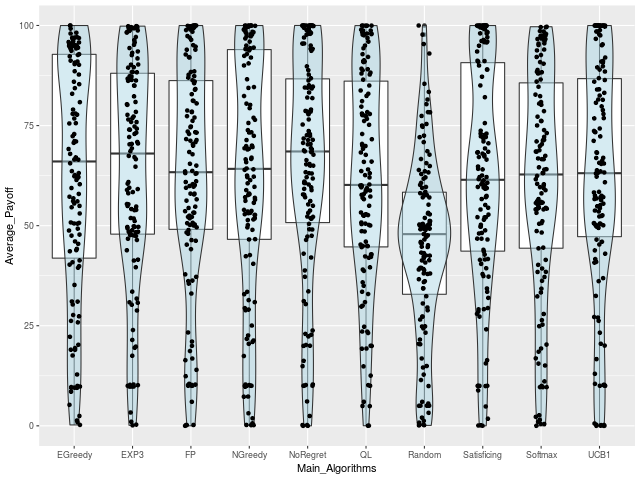 100
75
50
25
0
Average_Payoff
EGreedy EXP3 FP NGreedy NoRegret QL Random Satisficing Softmax UCB1
Main_Algorithms